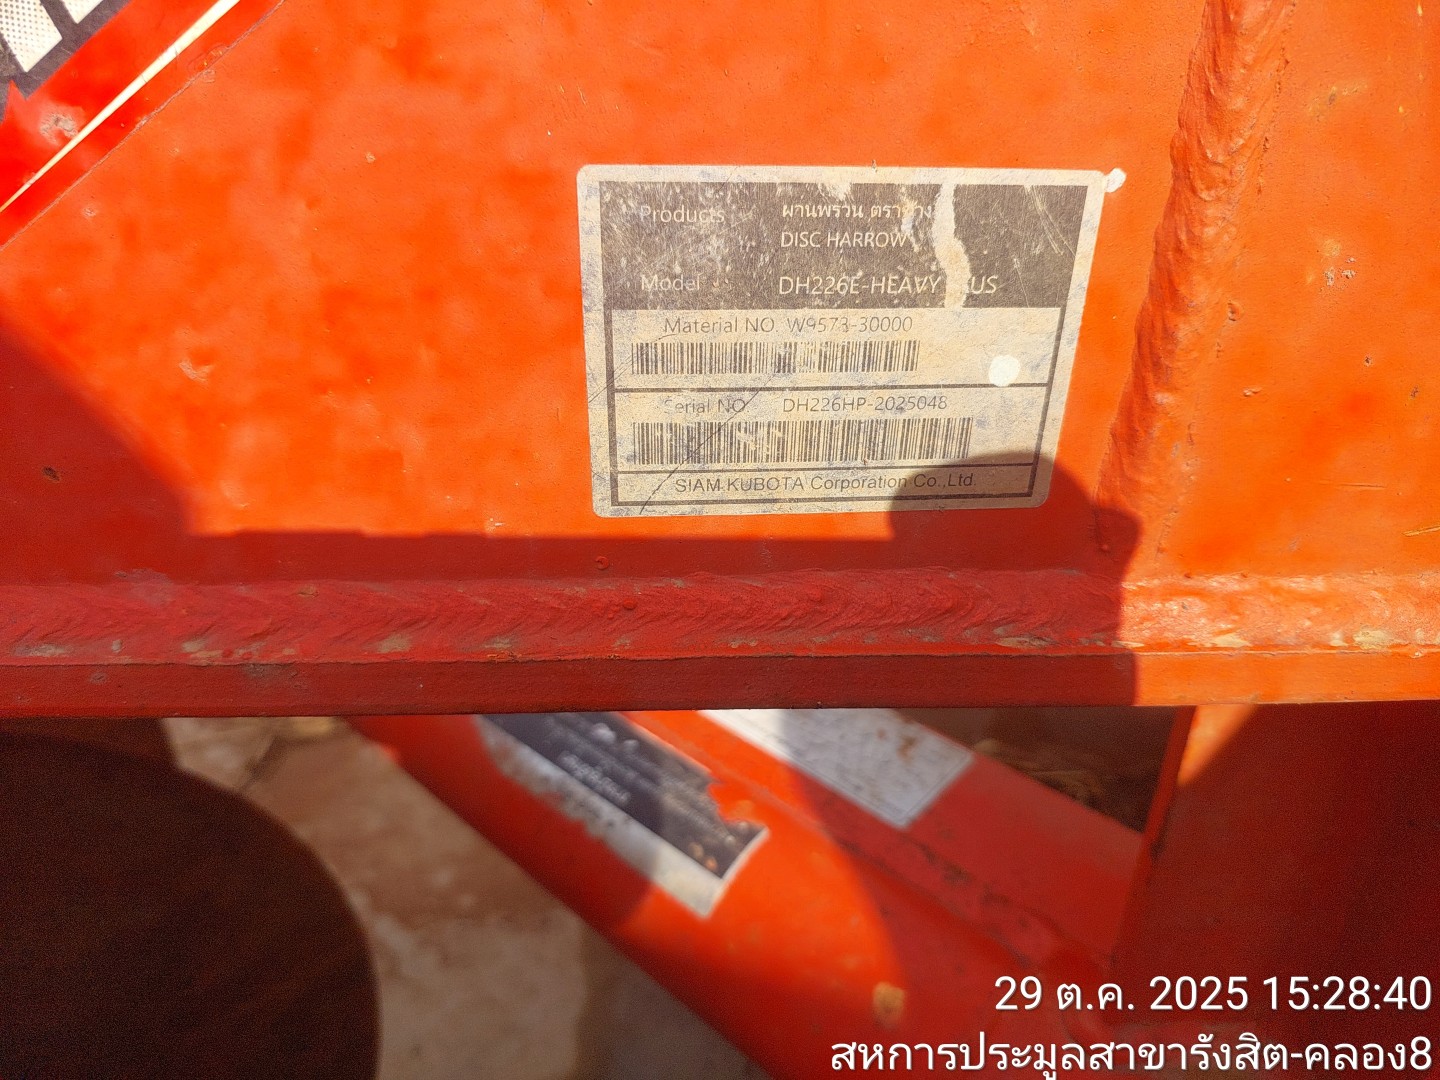 Products ผานพรวน ตราช้าง
DISC HARROW
Model DH226E-HEAVY
Material NO. W9573-30000
Serial NO. DH226HP-2025048
SIAM KUBOTA Corporation Co.,Ltd.
29 ต.ค. 2025 15:28:40
สหการประมูลสาขารังสิต-คลอง8